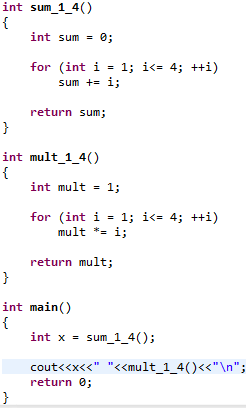 int sum_1_4()
{
    int sum = 0;

    for (int i = 1; i<= 4; ++i)
        sum += i;

    return sum;
}

int mult_1_4()
{
    int mult = 1;

    for (int i = 1; i<= 4; ++i)
        mult *= i;

    return mult;
}

int main()
{
    int x = sum_1_4();

    cout<<x<<" "<<mult_1_4()<<"\n";
    return 0;
}